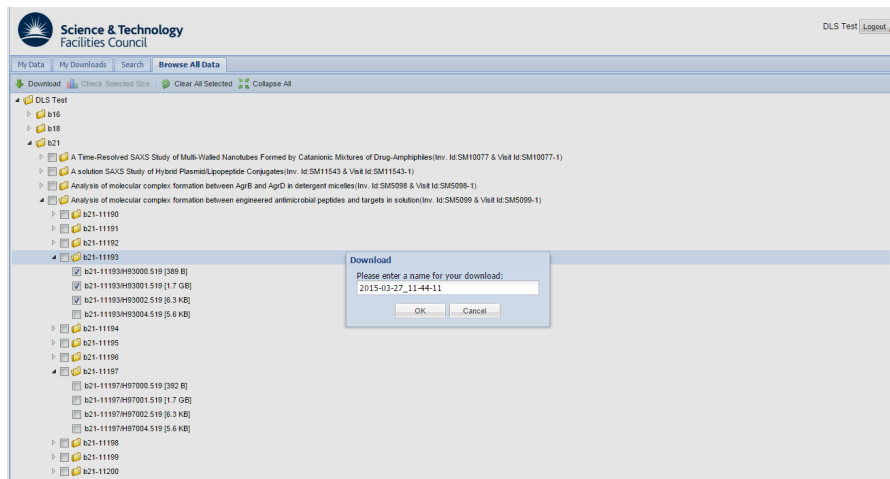 Science & Technology
Facilities Council
DLS Test Logout
My Data My Downloads Search Browse All Data
Download Check Selected Size Clear All Selected Collapse All
DLS Test
b16
b18
b21
A Time-Resolved SAXS Study of Multi-Walled Nanotubes Formed by Catanionic Mixtures of Drug-Amphiphiles(Inv. Id:SM10077 & Visit Id:SM10077-1)
A solution SAXS Study of Hybrid Plasmid/Lipopeptide Conjugates(Inv. Id:SM11543 & Visit Id:SM11543-1)
Analysis of molecular complex formation between AgrB and AgrD in detergent micelles(Inv. Id:SM5098 & Visit Id:SM5098-1)
Analysis of molecular complex formation between engineered antimicrobial peptides and targets in solution(Inv. Id:SM5099 & Visit Id:SM5099-1)
b21-11190
b21-11191
b21-11192
b21-11193
b21-11193/H93000.519 [389 B]
b21-11193/H93001.519 [1.7 GB]
b21-11193/H93002.519 [6.3 KB]
b21-11193/H93004.519 [5.6 KB]
b21-11194
b21-11195
b21-11196
b21-11197
b21-11197/H97000.519 [392 B]
b21-11197/H97001.519 [1.7 GB]
b21-11197/H97002.519 [6.3 KB]
b21-11197/H97004.519 [5.6 KB]
b21-11198
b21-11199
b21-11200
Download
Please enter a name for your download:
2015-03-27_11-44-11
OK Cancel